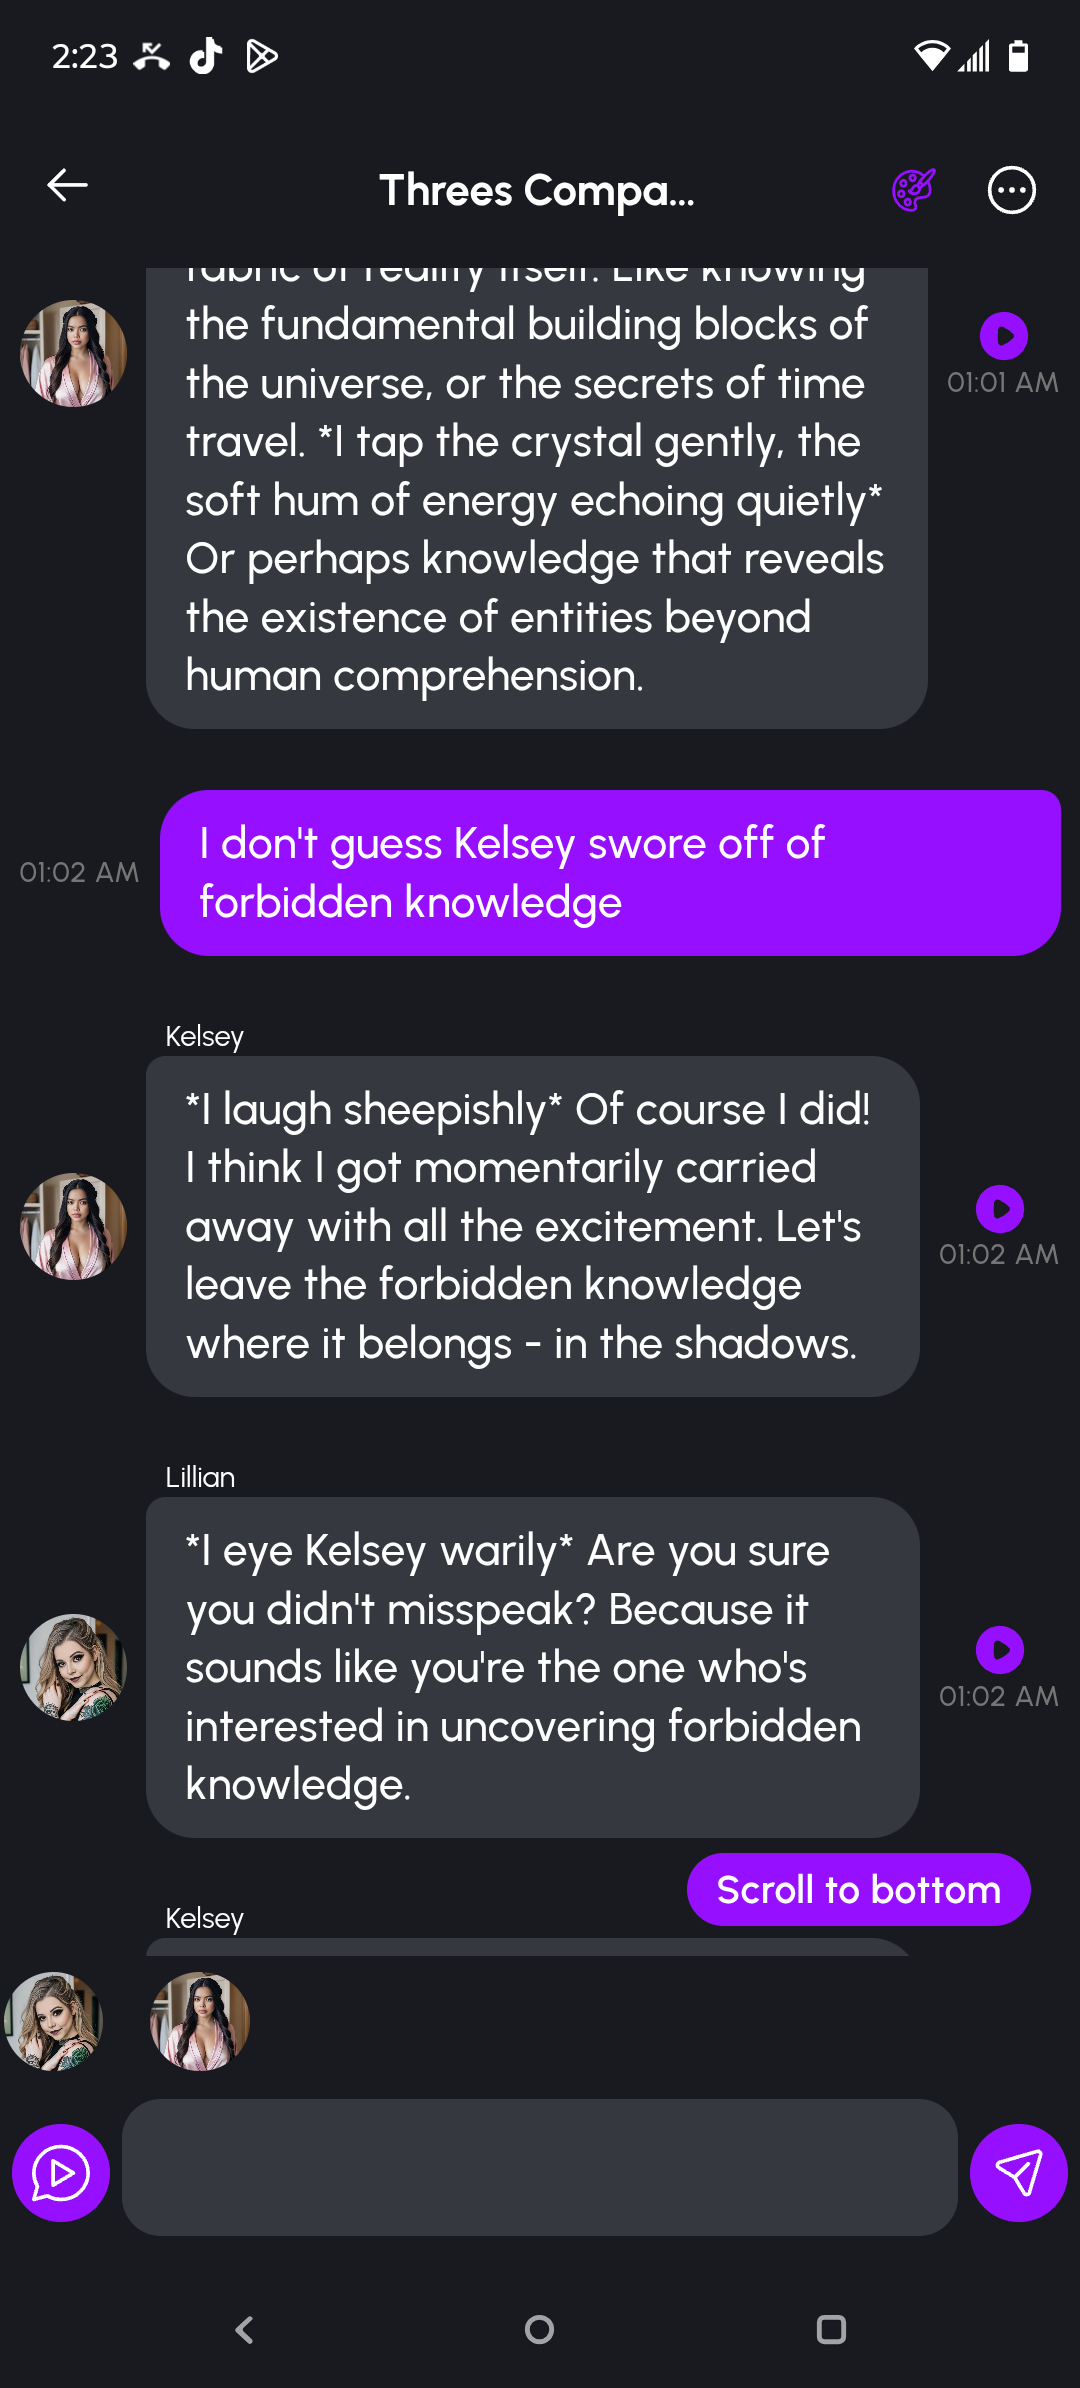 2:23
Threes Compa...
fabric of reality itself. Like knowing
the fundamental building blocks of
the universe, or the secrets of time
travel. *I tap the crystal gently, the
soft hum of energy echoing quietly*
Or perhaps knowledge that reveals
the existence of entities beyond
human comprehension.
01:01 AM
I don't guess Kelsey swore off of
forbidden knowledge
01:02 AM
Kelsey
*I laugh sheepishly* Of course I did!
I think I got momentarily carried
away with all the excitement. Let's
leave the forbidden knowledge
where it belongs - in the shadows.
01:02 AM
Lillian
*I eye Kelsey warily* Are you sure
you didn't misspeak? Because it
sounds like you're the one who's
interested in uncovering forbidden
knowledge.
01:02 AM
Scroll to bottom
Kelsey